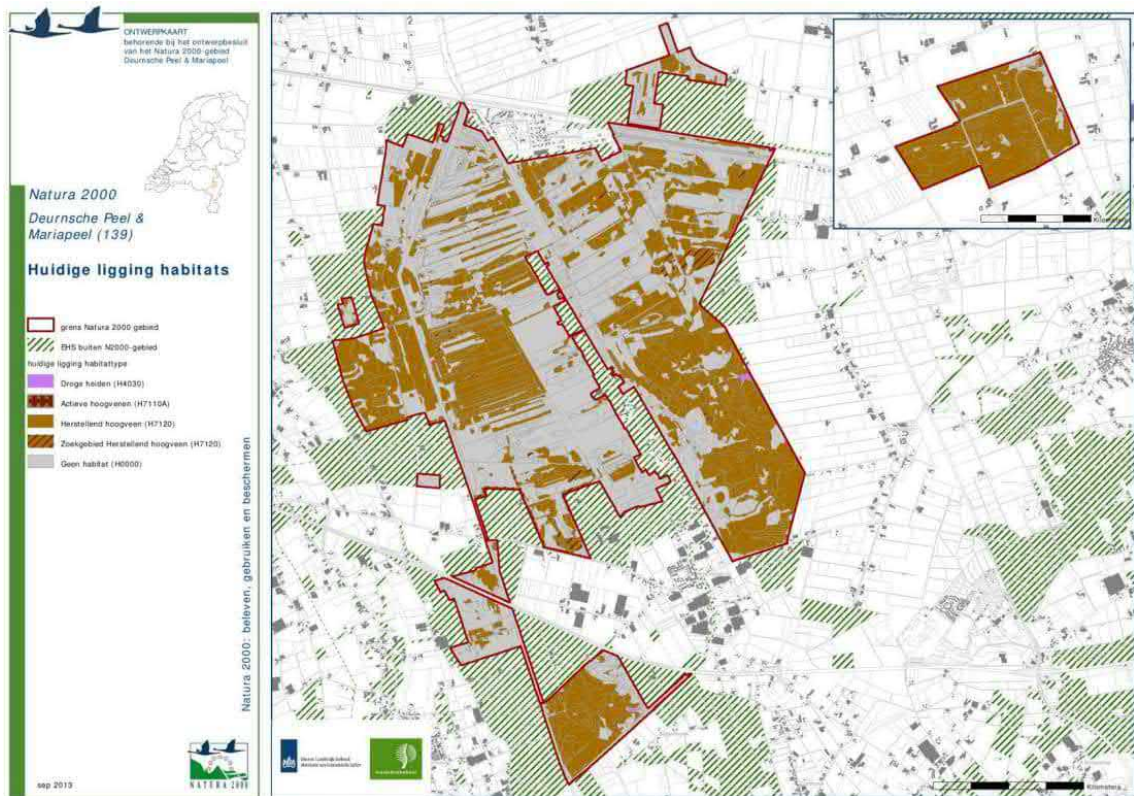 ONTWERPKAART
behorende bij het ontwerpbesluit
van het Natura 2000-gebied
Deurnsche Peel & Mariapeel
Natura 2000
Deurnsche Peel &
Mariapeel (139)
Huidige ligging habitats
grens Natura 2000 gebied
EHS buiten N2000-gebied
huidige ligging habitattype
Droge heiden (H4030)
Actieve hoogvenen (H7110A)
Herstellend hoogveen (H7120)
Zoekgebied Herstellend hoogveen (H7120)
Geen habitat (H0000)
Natura 2000: beleven, gebruiken en beschermen
NATURA 2000
sep 2013
Kilometers
Kilometers